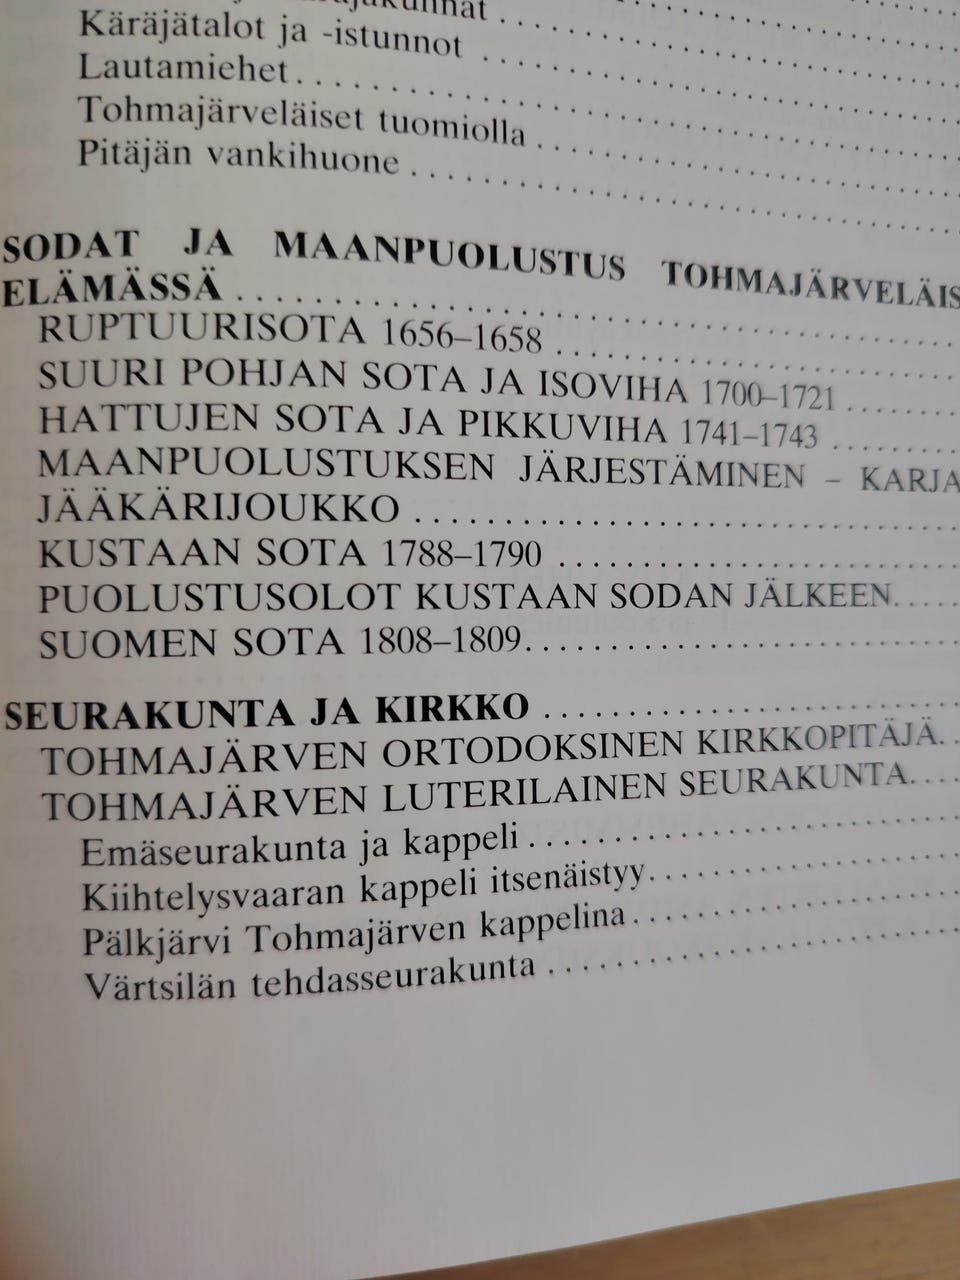 Käräjätalot ja -istunnot . . . . . . . . . . . . . . . . . . . .
Lautamiehet. . . . . . . . . . . . . . . . . . . . . . . . . . . .
Tohmajärveläiset tuomiolla . . . . . . . . . . . . . . . . .
Pitäjän vankihuone . . . . . . . . . . . . . . . . . . . . . . .
SODAT JA MAANPUOLUSTUS TOHMAJÄRVELÄIS
ELÄMÄSSÄ . . . . . . . . . . . . . . . . . . . . . . . . . . . .
RUPTUURISOTA 1656–1658 . . . . . . . . . . . . . . . .
SUURI POHJAN SOTA JA ISOVIHA 1700–1721 . . . . . .
HATTUJEN SOTA JA PIKKUVIHA 1741–1743 . . . . . . .
MAANPUOLUSTUKSEN JÄRJESTÄMINEN – KARJA
JÄÄKÄRIJOUKKO . . . . . . . . . . . . . . . . . . . . . . . .
KUSTAAN SOTA 1788–1790 . . . . . . . . . . . . . . . . .
PUOLUSTUSOLOT KUSTAAN SODAN JÄLKEEN. . . . .
SUOMEN SOTA 1808–1809. . . . . . . . . . . . . . . . . .
SEURAKUNTA JA KIRKKO . . . . . . . . . . . . . . . . . .
TOHMAJÄRVEN ORTODOKSINEN KIRKKOPITÄJÄ. . .
TOHMAJÄRVEN LUTERILAINEN SEURAKUNTA. . . .
Emäseurakunta ja kappeli . . . . . . . . . . . . . . . . . .
Kiihtelysvaaran kappeli itsenäistyy. . . . . . . . . . . . .
Pälkjärvi Tohmajärven kappelina . . . . . . . . . . . . . .
Värtsilän tehdasseurakunta . . . . . . . . . . . . . . . . .